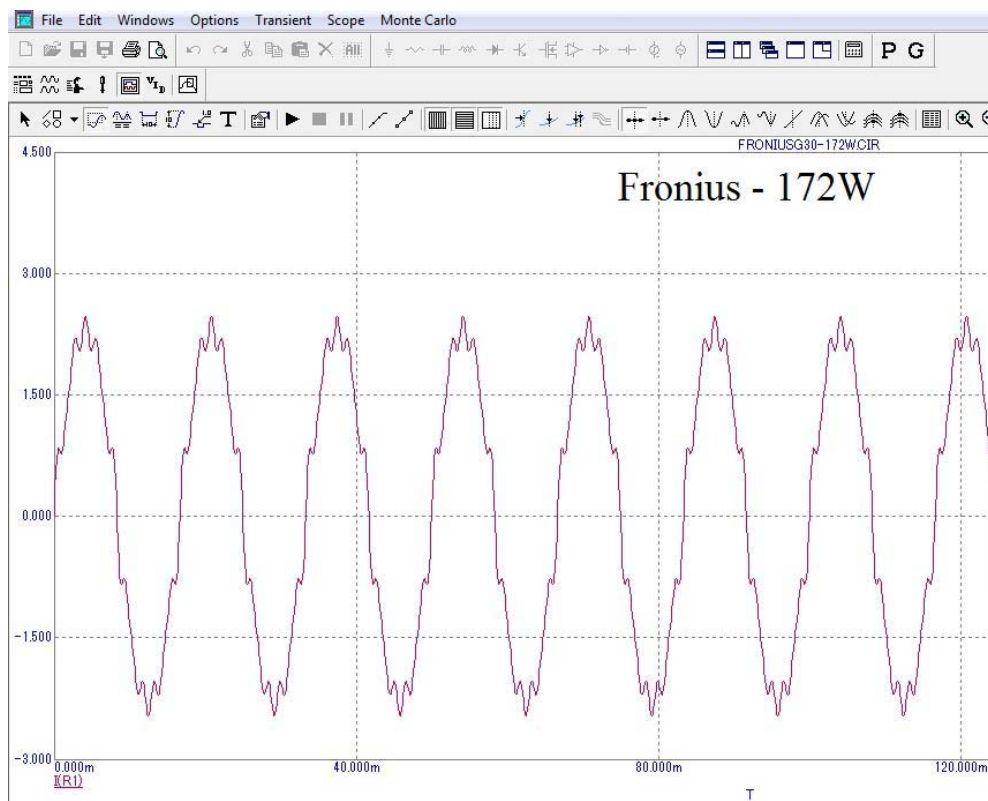 File Edit Windows Options Transient Scope Monte Carlo
P G
T
FRONIUSG30-172W.CIR
Fronius - 172W
4.500
3.000
1.500
0.000
-1.500
-3.000
0.000m 40.000m 80.000m 120.000m
I(R1)
T